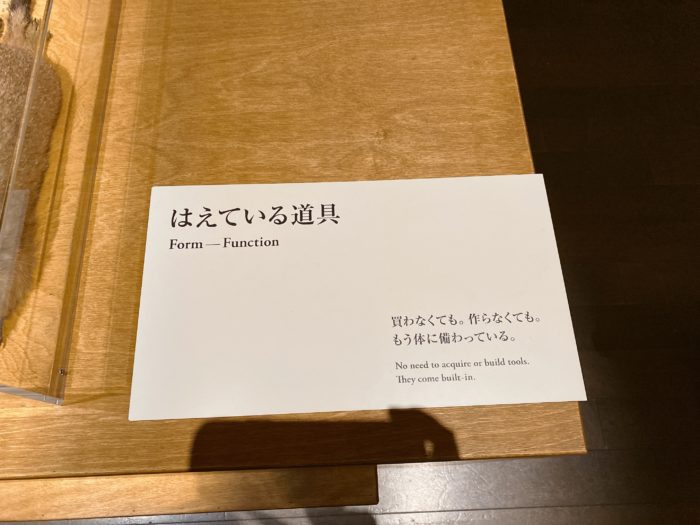 はえている道具
Form — Function
買わなくても。作らなくても。
もう体に備わっている。
No need to acquire or build tools.
They come built-in.